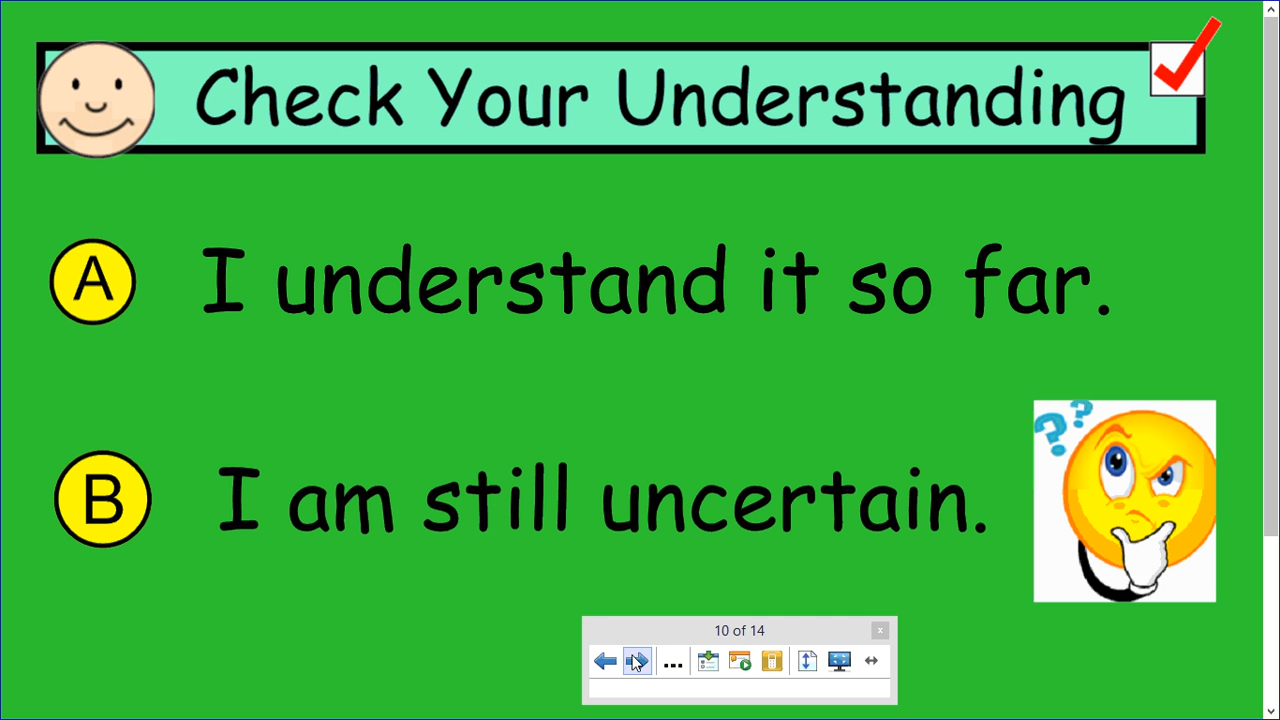 Check Your Understanding
A I understand it so far.
??
B I am still uncertain.
10 of 14 x
...